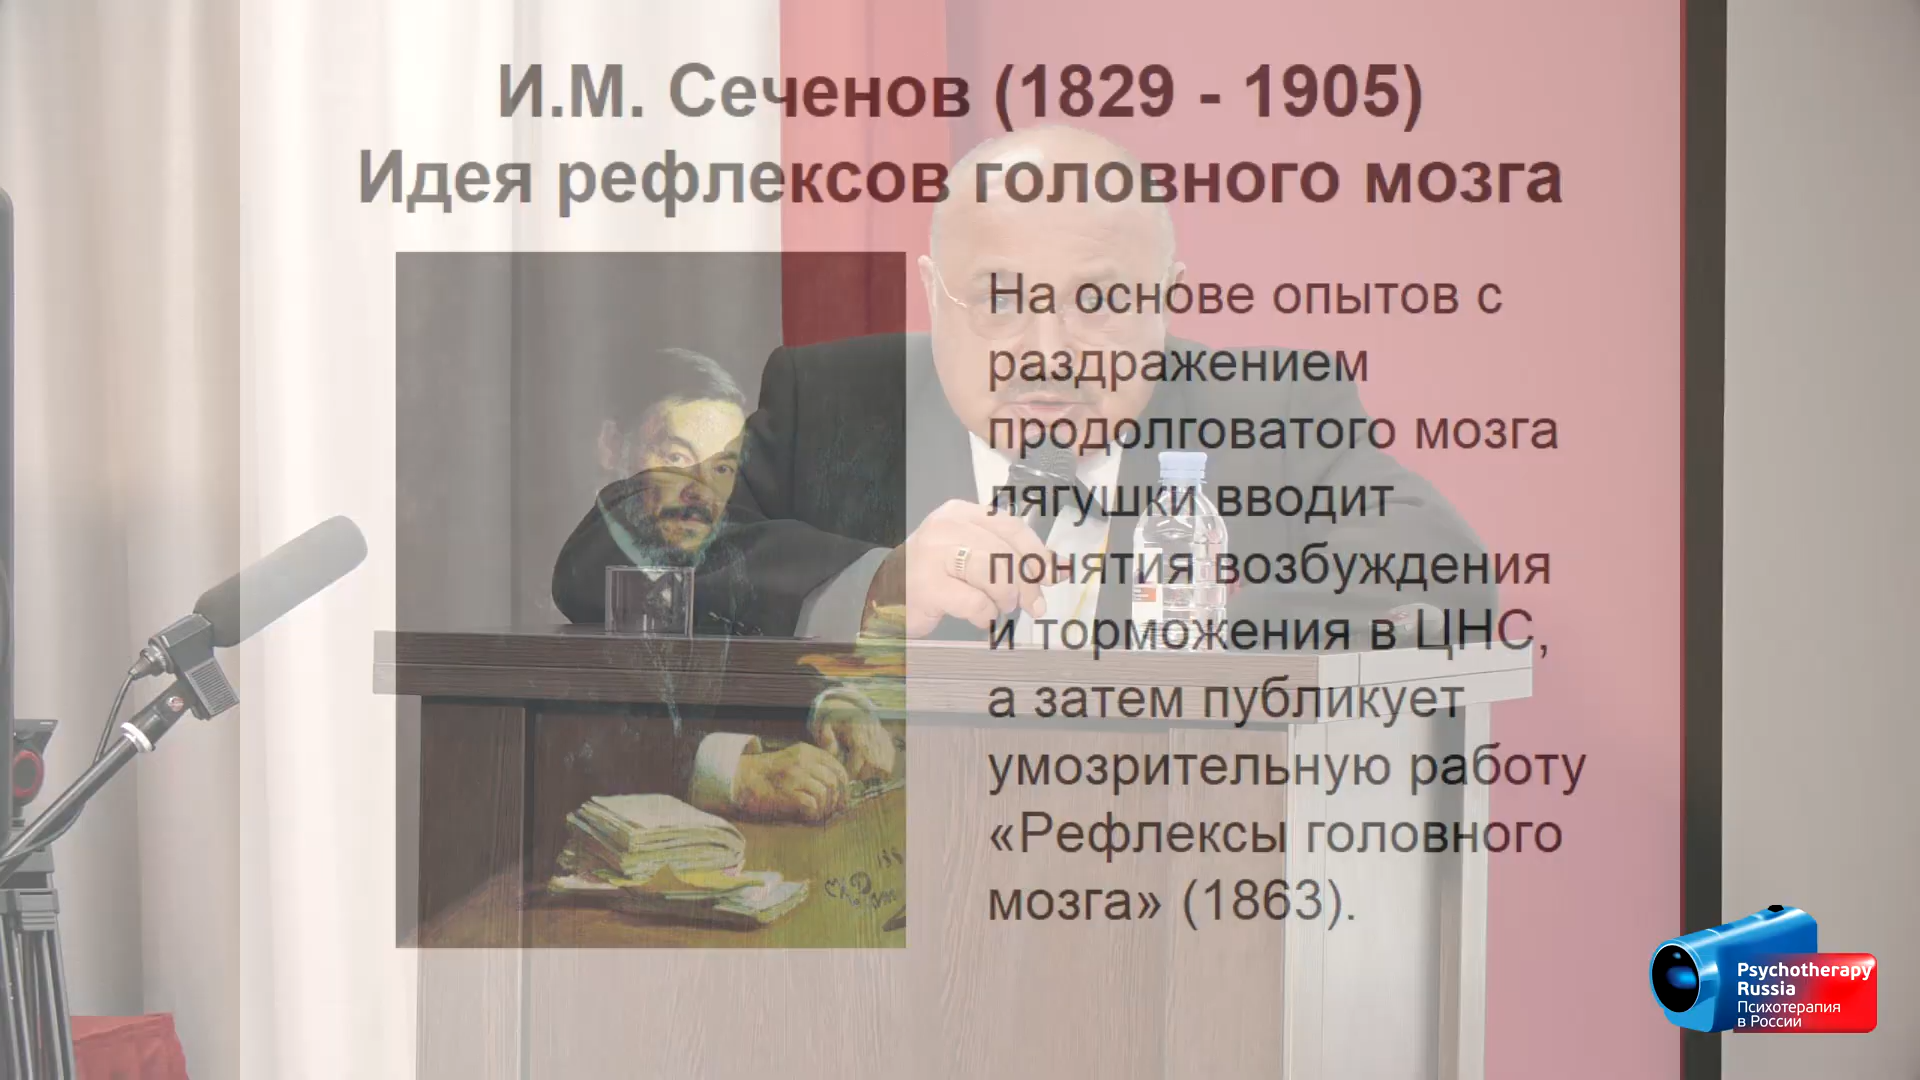 И.М. Сеченов (1829 - 1905)
Идея рефлексов головного мозга
На основе опытов с
раздражением
продолговатого мозга
лягушки вводит
понятия возбуждения
и торможения в ЦНС,
а затем публикует
умозрительную работу
«Рефлексы головного
мозга» (1863).
Psychotherapy
Russia
Психотерапия
в России